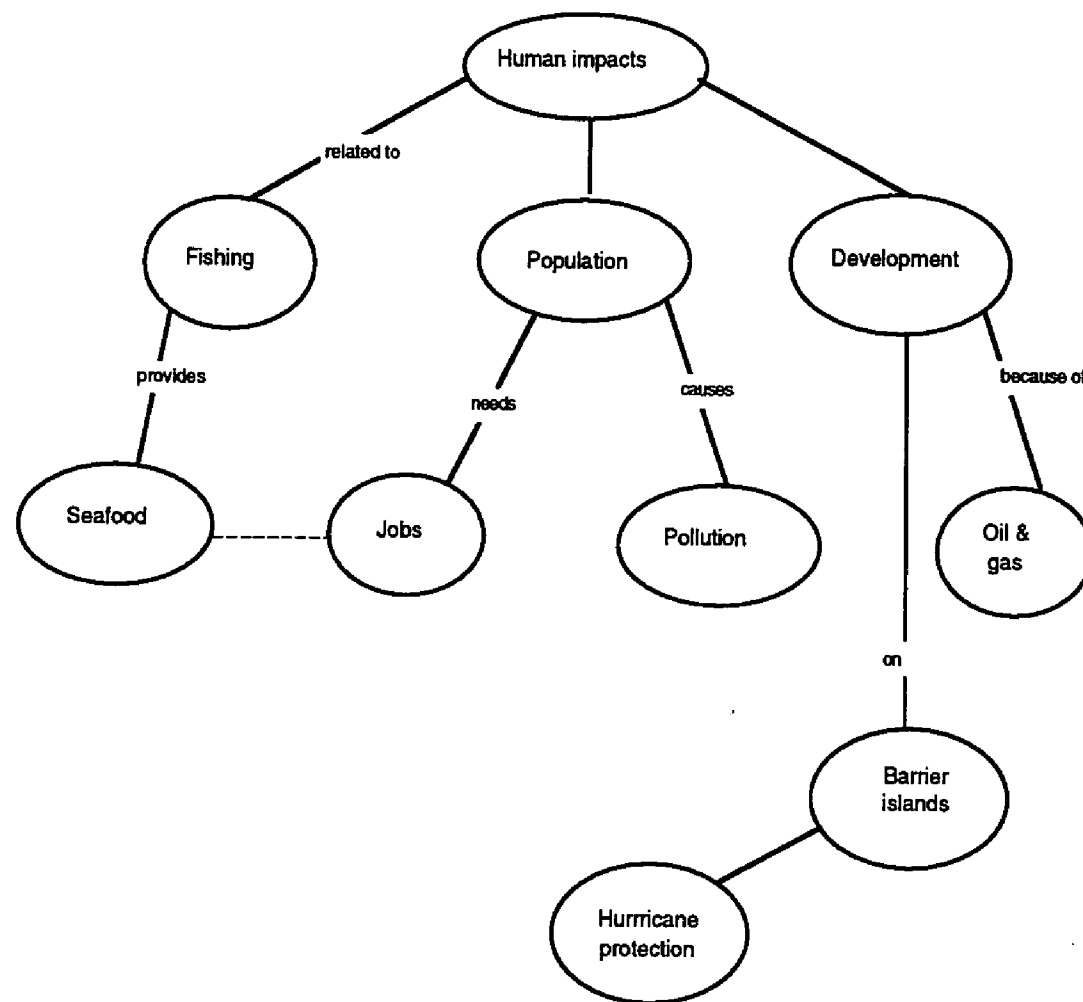 Human impacts
related to
Fishing
Population
Development
provides
needs
causes
because of
Seafood
Jobs
Pollution
Oil &
gas
on
Barrier
islands
Hurrricane
protection